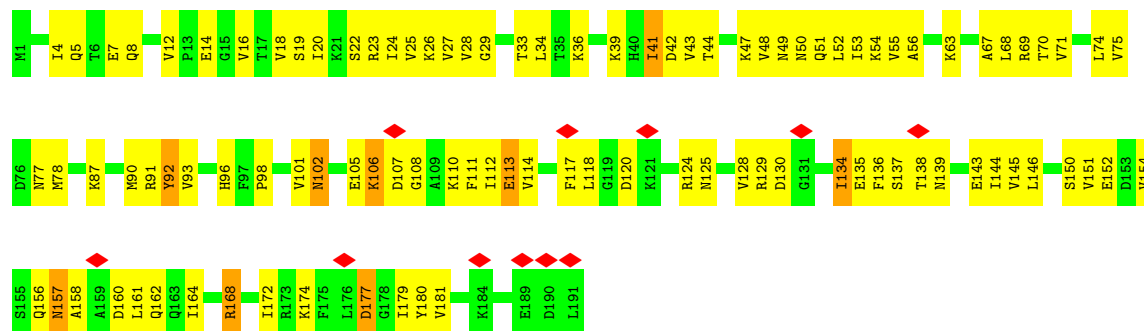 M1 I4 Q5 T6 E7 Q8 V12 P13 E14 G15 V16 T17 V18 S19 I20 K21 S22 R23 I24 V25 K26 V27 V28 G29 T33 L34 T35 K36 K39 H40 I41 D42 V43 T44 K47 V48 N49 N50 Q51 L52 I53 K54 V55 A56 K63 A67 L68 R69 T70 V71 L74 V75
D76 N77 M78 K87 M90 R91 Y92 V93 H96 F97 P98 V101 N102 E105 K106 D107 G108 A109 K110 F111 I112 E113 V114 F117 L118 G119 D120 K121 R124 N125 V128 R129 D130 G131 I134 E135 F136 S137 T138 N139 E143 I144 V145 L146 S150 V151 E152 D153 V154
S155 Q156 N157 A158 A159 D160 L161 Q162 Q163 I164 R168 I172 R173 K174 F175 L176 D177 G178 I179 Y180 V181 K184 E189 D190 L191